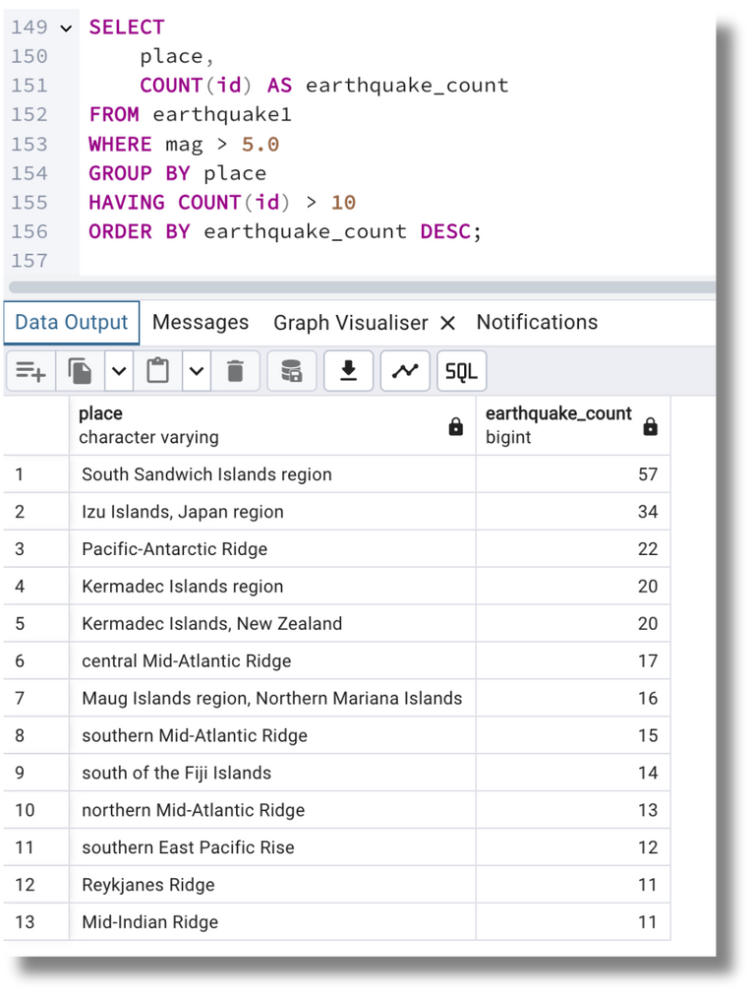 149 SELECT
150 place,
151 COUNT(id) AS earthquake_count
152 FROM earthquake1
153 WHERE mag > 5.0
154 GROUP BY place
155 HAVING COUNT(id) > 10
156 ORDER BY earthquake_count DESC;
157
Data Output Messages Graph Visualiser × Notifications
SQL
place earthquake_count
character varying bigint
1 South Sandwich Islands region 57
2 Izu Islands, Japan region 34
3 Pacific-Antarctic Ridge 22
4 Kermadec Islands region 20
5 Kermadec Islands, New Zealand 20
6 central Mid-Atlantic Ridge 17
7 Maug Islands region, Northern Mariana Islands 16
8 southern Mid-Atlantic Ridge 15
9 south of the Fiji Islands 14
10 northern Mid-Atlantic Ridge 13
11 southern East Pacific Rise 12
12 Reykjanes Ridge 11
13 Mid-Indian Ridge 11